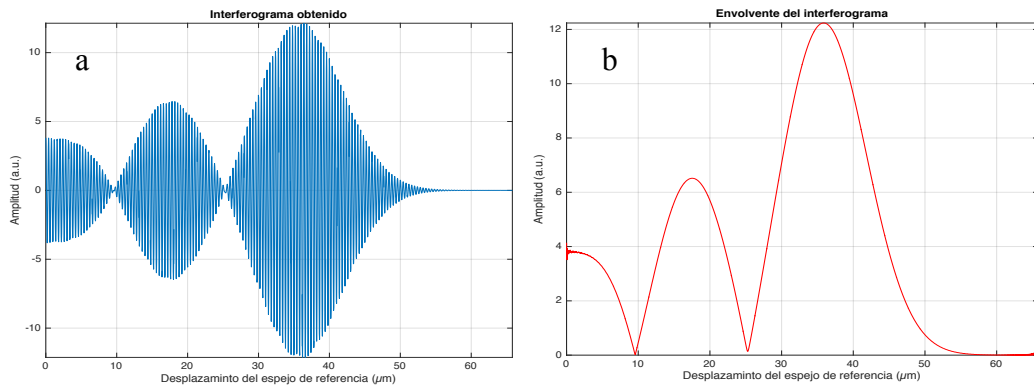 Interferograma obtenido
a
Amplitud (a.u.)
10
5
0
-5
-10
0 10 20 30 40 50 60
Desplazaminto del espejo de referencia (µm)
Envolvente del interferograma
b
Amplitud (a.u.)
12
10
8
6
4
2
0
0 10 20 30 40 50 60
Desplazaminto del espejo de referencia (µm)